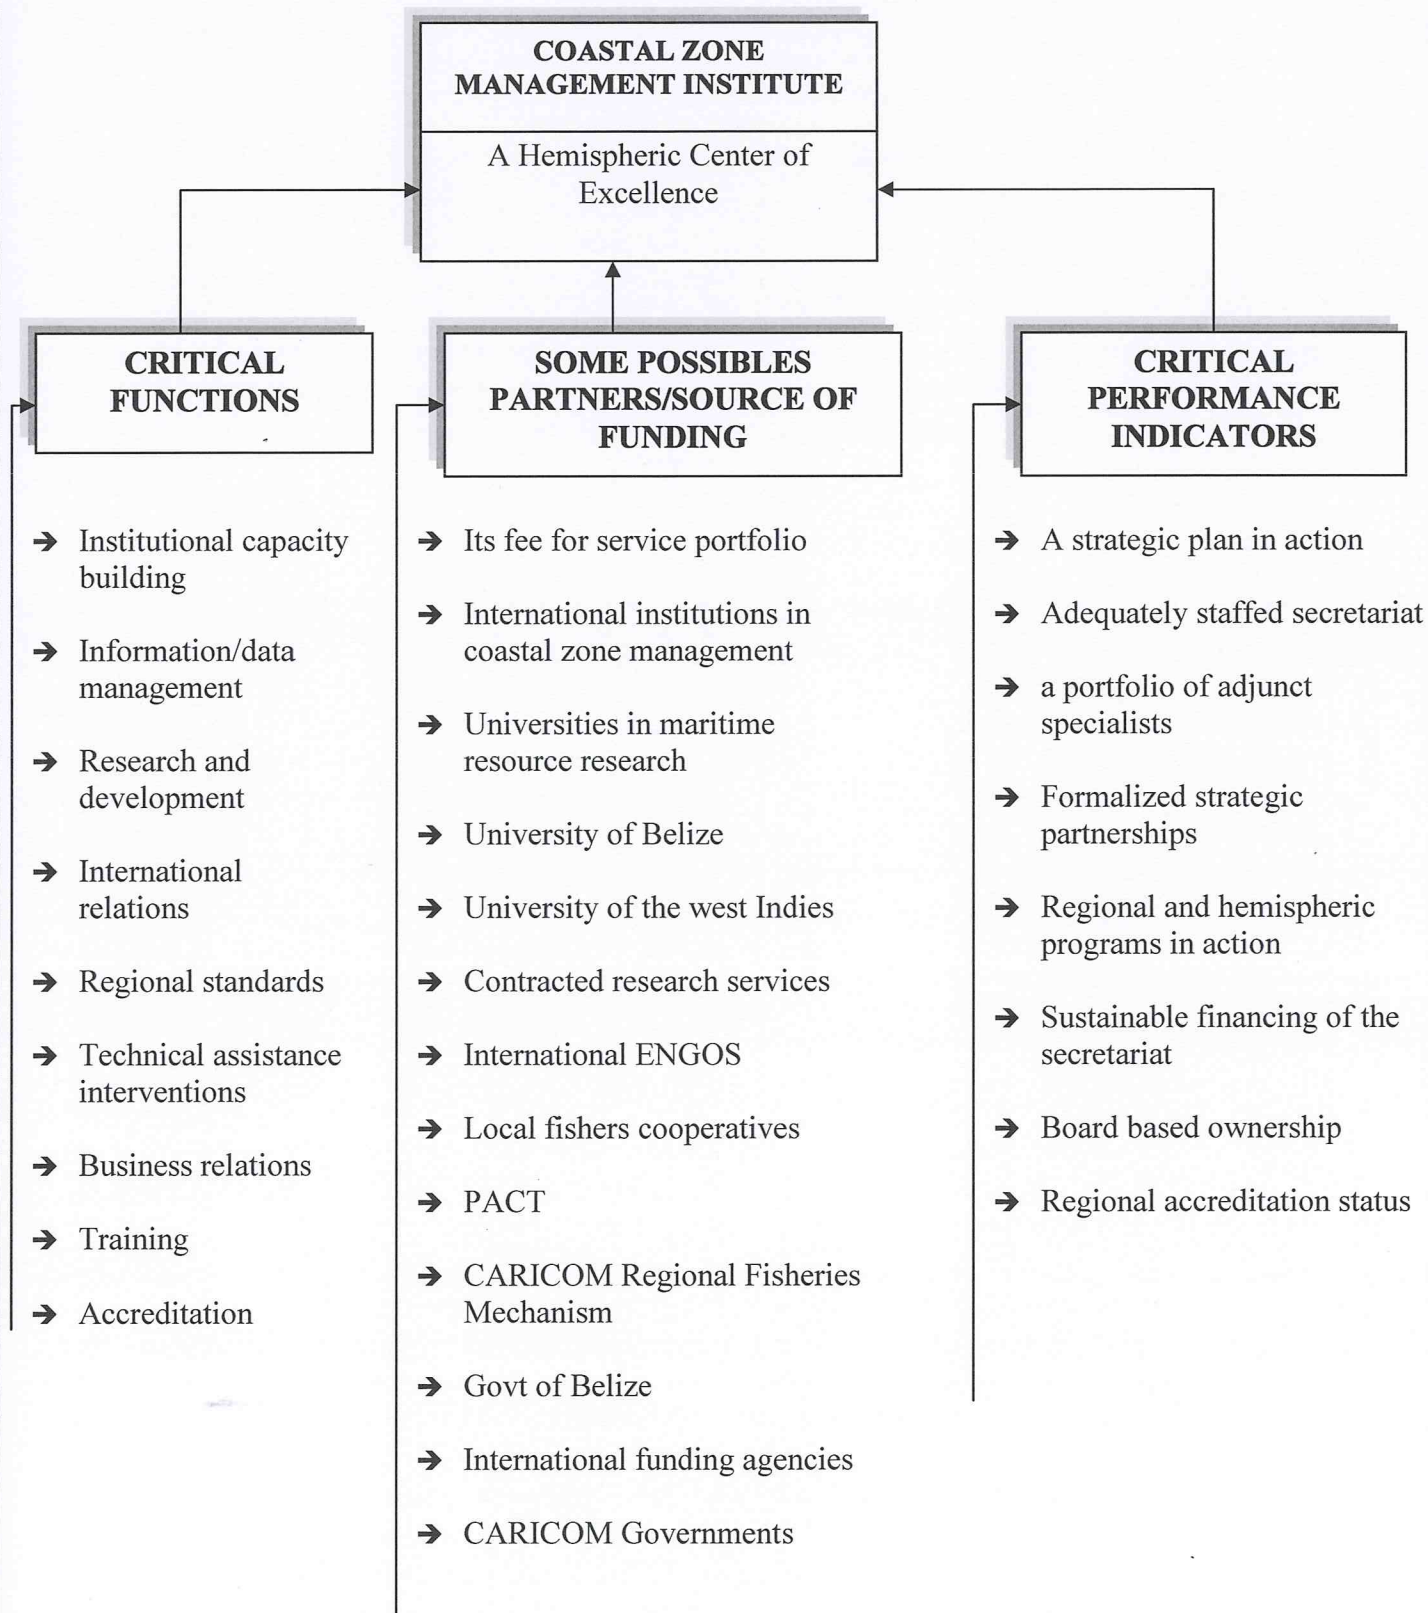 COASTAL ZONE
MANAGEMENT INSTITUTE
A Hemispheric Center of
Excellence
CRITICAL
FUNCTIONS
➔ Institutional capacity
building
➔ Information/data
management
➔ Research and
development
➔ International
relations
➔ Regional standards
➔ Technical assistance
interventions
➔ Business relations
➔ Training
➔ Accreditation
SOME POSSIBLES
PARTNERS/SOURCE OF
FUNDING
➔ Its fee for service portfolio
➔ International institutions in
coastal zone management
➔ Universities in maritime
resource research
➔ University of Belize
➔ University of the west Indies
➔ Contracted research services
➔ International ENGOS
➔ Local fishers cooperatives
➔ PACT
➔ CARICOM Regional Fisheries
Mechanism
➔ Govt of Belize
➔ International funding agencies
➔ CARICOM Governments
CRITICAL
PERFORMANCE
INDICATORS
➔ A strategic plan in action
➔ Adequately staffed secretariat
➔ a portfolio of adjunct
specialists
➔ Formalized strategic
partnerships
➔ Regional and hemispheric
programs in action
➔ Sustainable financing of the
secretariat
➔ Board based ownership
➔ Regional accreditation status